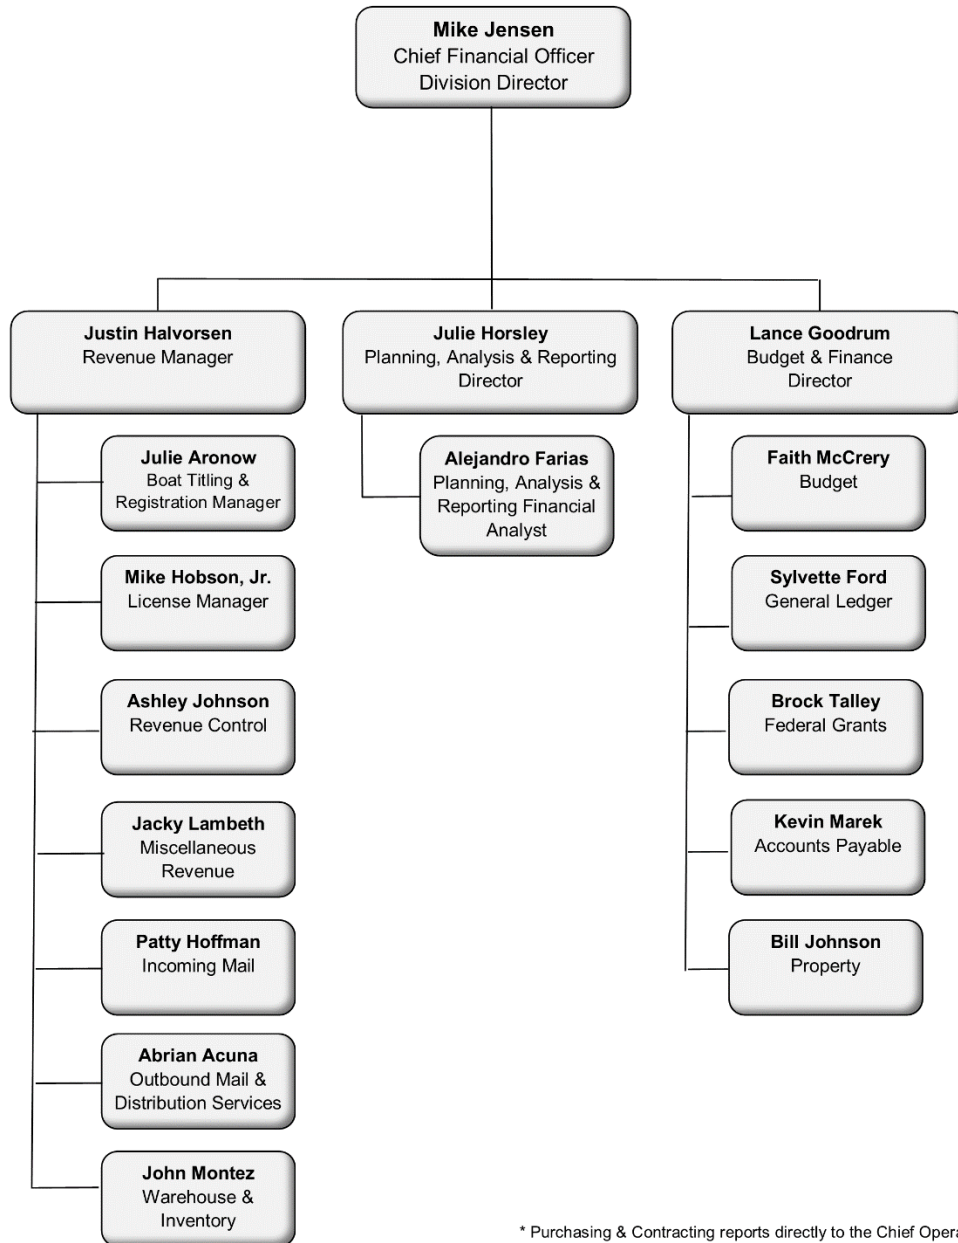 Mike Jensen
Chief Financial Officer
Division Director
Justin Halvorsen
Revenue Manager
Julie Horsley
Planning, Analysis & Reporting
Director
Lance Goodrum
Budget & Finance
Director
Julie Aronow
Boat Titling &
Registration Manager
Mike Hobson, Jr.
License Manager
Ashley Johnson
Revenue Control
Jacky Lambeth
Miscellaneous
Revenue
Patty Hoffman
Incoming Mail
Abrian Acuna
Outbound Mail &
Distribution Services
John Montez
Warehouse &
Inventory
Alejandro Farias
Planning, Analysis &
Reporting Financial
Analyst
Faith McCrery
Budget
Sylvette Ford
General Ledger
Brock Talley
Federal Grants
Kevin Marek
Accounts Payable
Bill Johnson
Property
* Purchasing & Contracting reports directly to the Chief